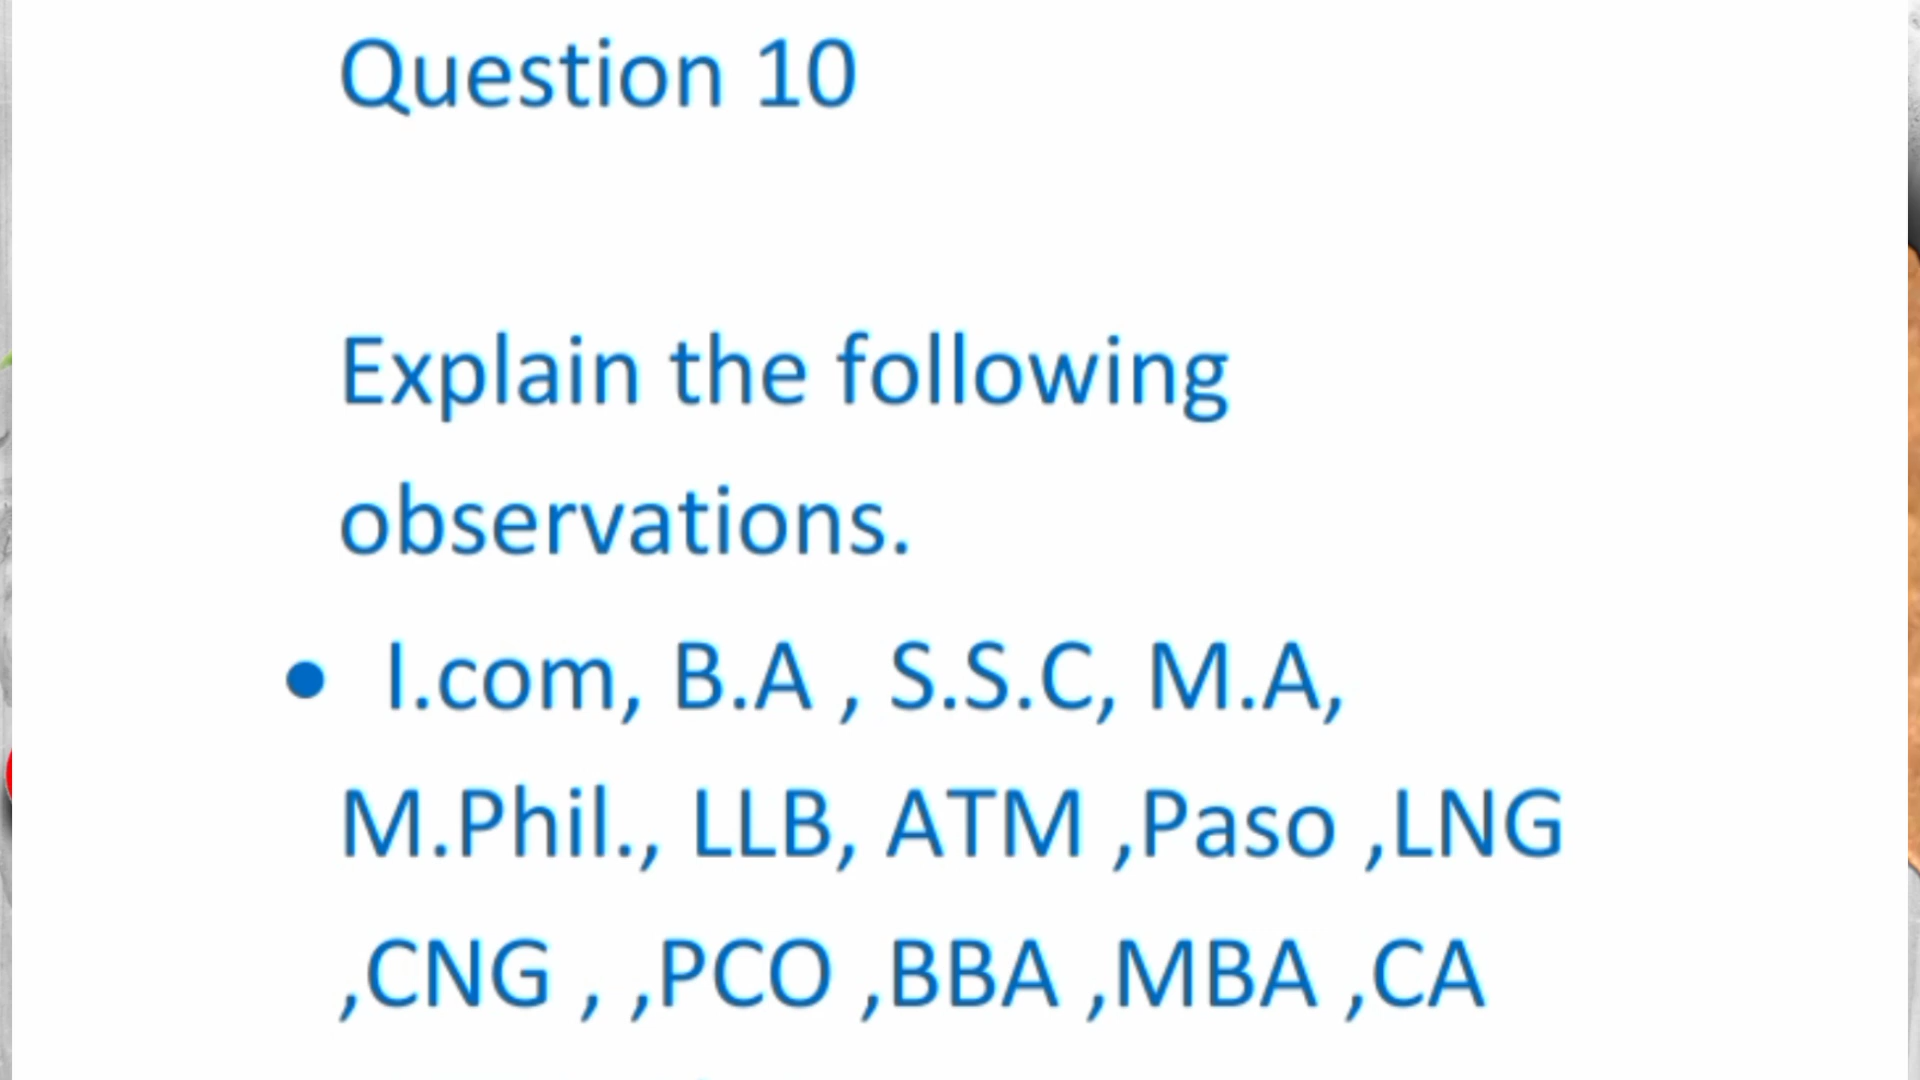 Question 10
Explain the following
observations.
• I.com, B.A , S.S.C, M.A,
M.Phil., LLB, ATM ,Paso ,LNG
,CNG , ,PCO ,BBA ,MBA ,CA